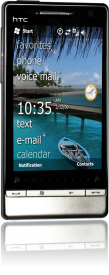 htc
Start
favorites
phone
voice mail
10:35
text
e-mail
calendar
Notification
Contacts